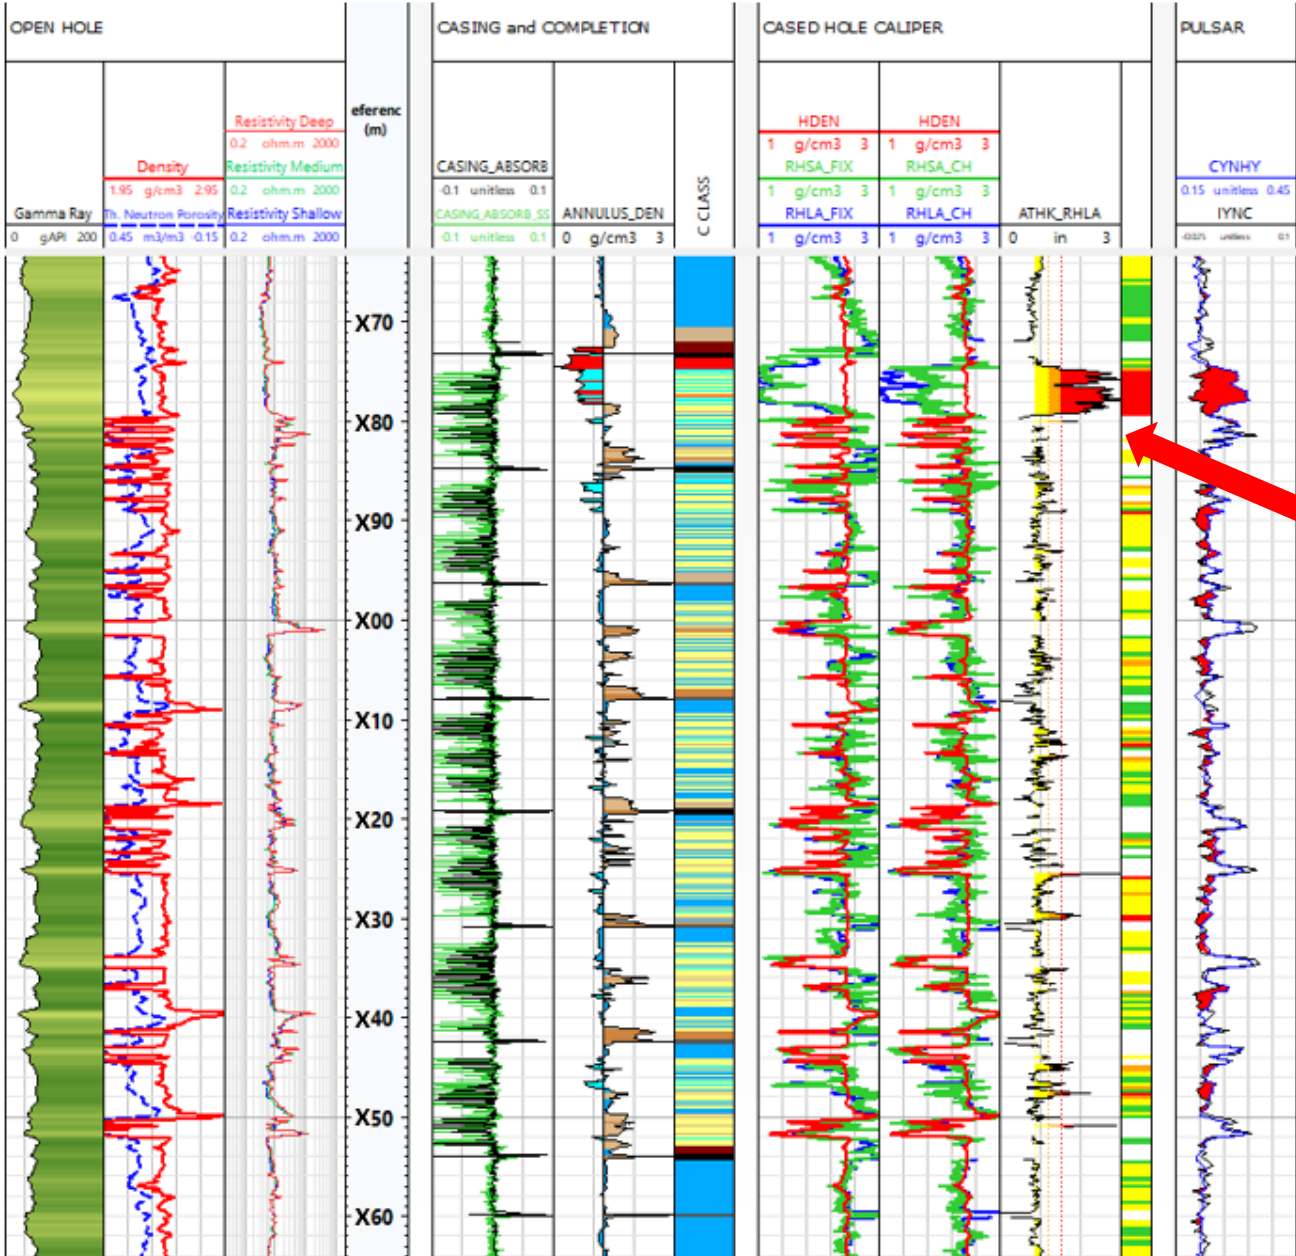 OPEN HOLE
CASING and COMPLETION
CASED HOLE CALIPER
PULSAR
Resistivity Deep
0.2 ohm.m 2000
Density
Resistivity Medium
1.95 g/cm3 2.95
0.2 ohm.m 2000
Gamma Ray
Th. Neutron Porosity
Resistivity Shallow
0 gAPI 200
0.45 m3/m3 -0.15
0.2 ohm.m 2000
eferenc
(m)
CASING_ABSORB
-0.1 unitless 0.1
CASING_ABSORB_SS
-0.1 unitless 0.1
ANNULUS_DEN
0 g/cm3 3
C CLASS
HDEN
1 g/cm3 3
RHSA_FIX
1 g/cm3 3
RHLA_FIX
1 g/cm3 3
HDEN
1 g/cm3 3
RHSA_CH
1 g/cm3 3
RHLA_CH
1 g/cm3 3
ATHK_RHLA
0 in 3
CYNHY
0.15 unitless 0.45
IYNC
-0.025 unitless 0.1
X70
X80
X90
X00
X10
X20
X30
X40
X50
X60